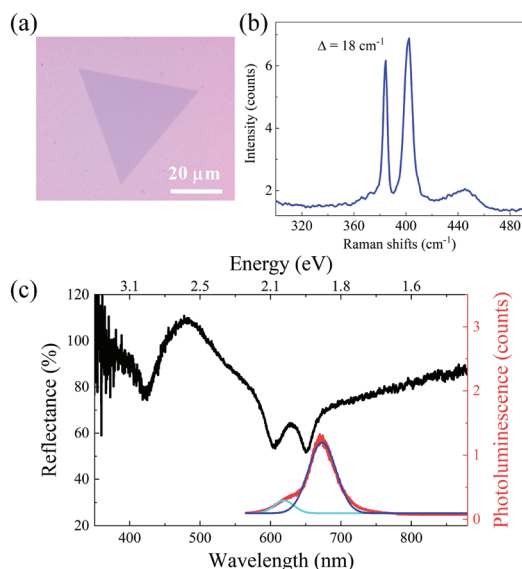 (a)
20 μm
(b)
Δ = 18 cm⁻¹
Intensity (counts)
6
4
2
320 360 400 440 480
Raman shifts (cm⁻¹)
(c)
Energy (eV)
3.1 2.5 2.1 1.8 1.6
120
100
80
60
40
20
Reflectance (%)
3
2
1
0
Photoluminescence (counts)
400 500 600 700 800
Wavelength (nm)